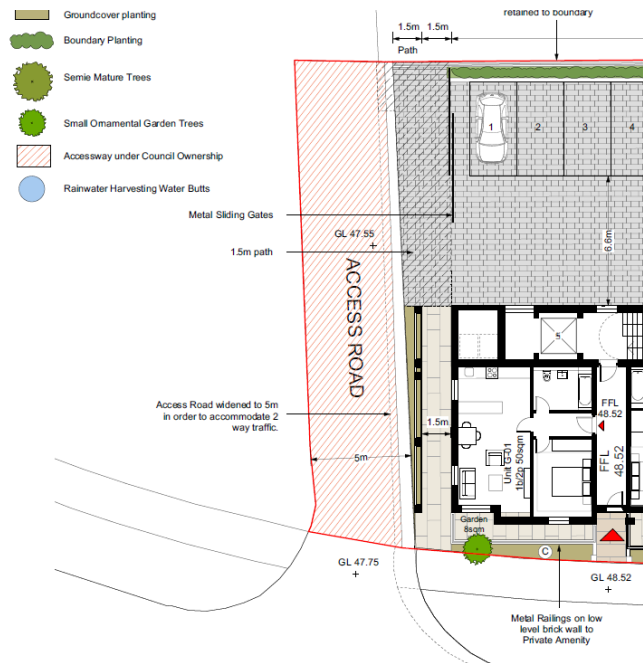 Groundcover planting
Boundary Planting
Semie Mature Trees
Small Ornamental Garden Trees
Accessway under Council Ownership
Rainwater Harvesting Water Butts
retained to boundary
1.5m 1.5m
Path
1 2 3 4
Metal Sliding Gates
GL 47.55
1.5m path
6.6m
ACCESS ROAD
5
FFL
48.52
FFL
48.52
Access Road widened to 5m
in order to accommodate 2
way traffic.
1.5m
5m
Unit G-01
1b/2p 50sqm
Garden
8sqm
C
GL 47.75
GL 48.52
Metal Railings on low
level brick wall to
Private Amenity